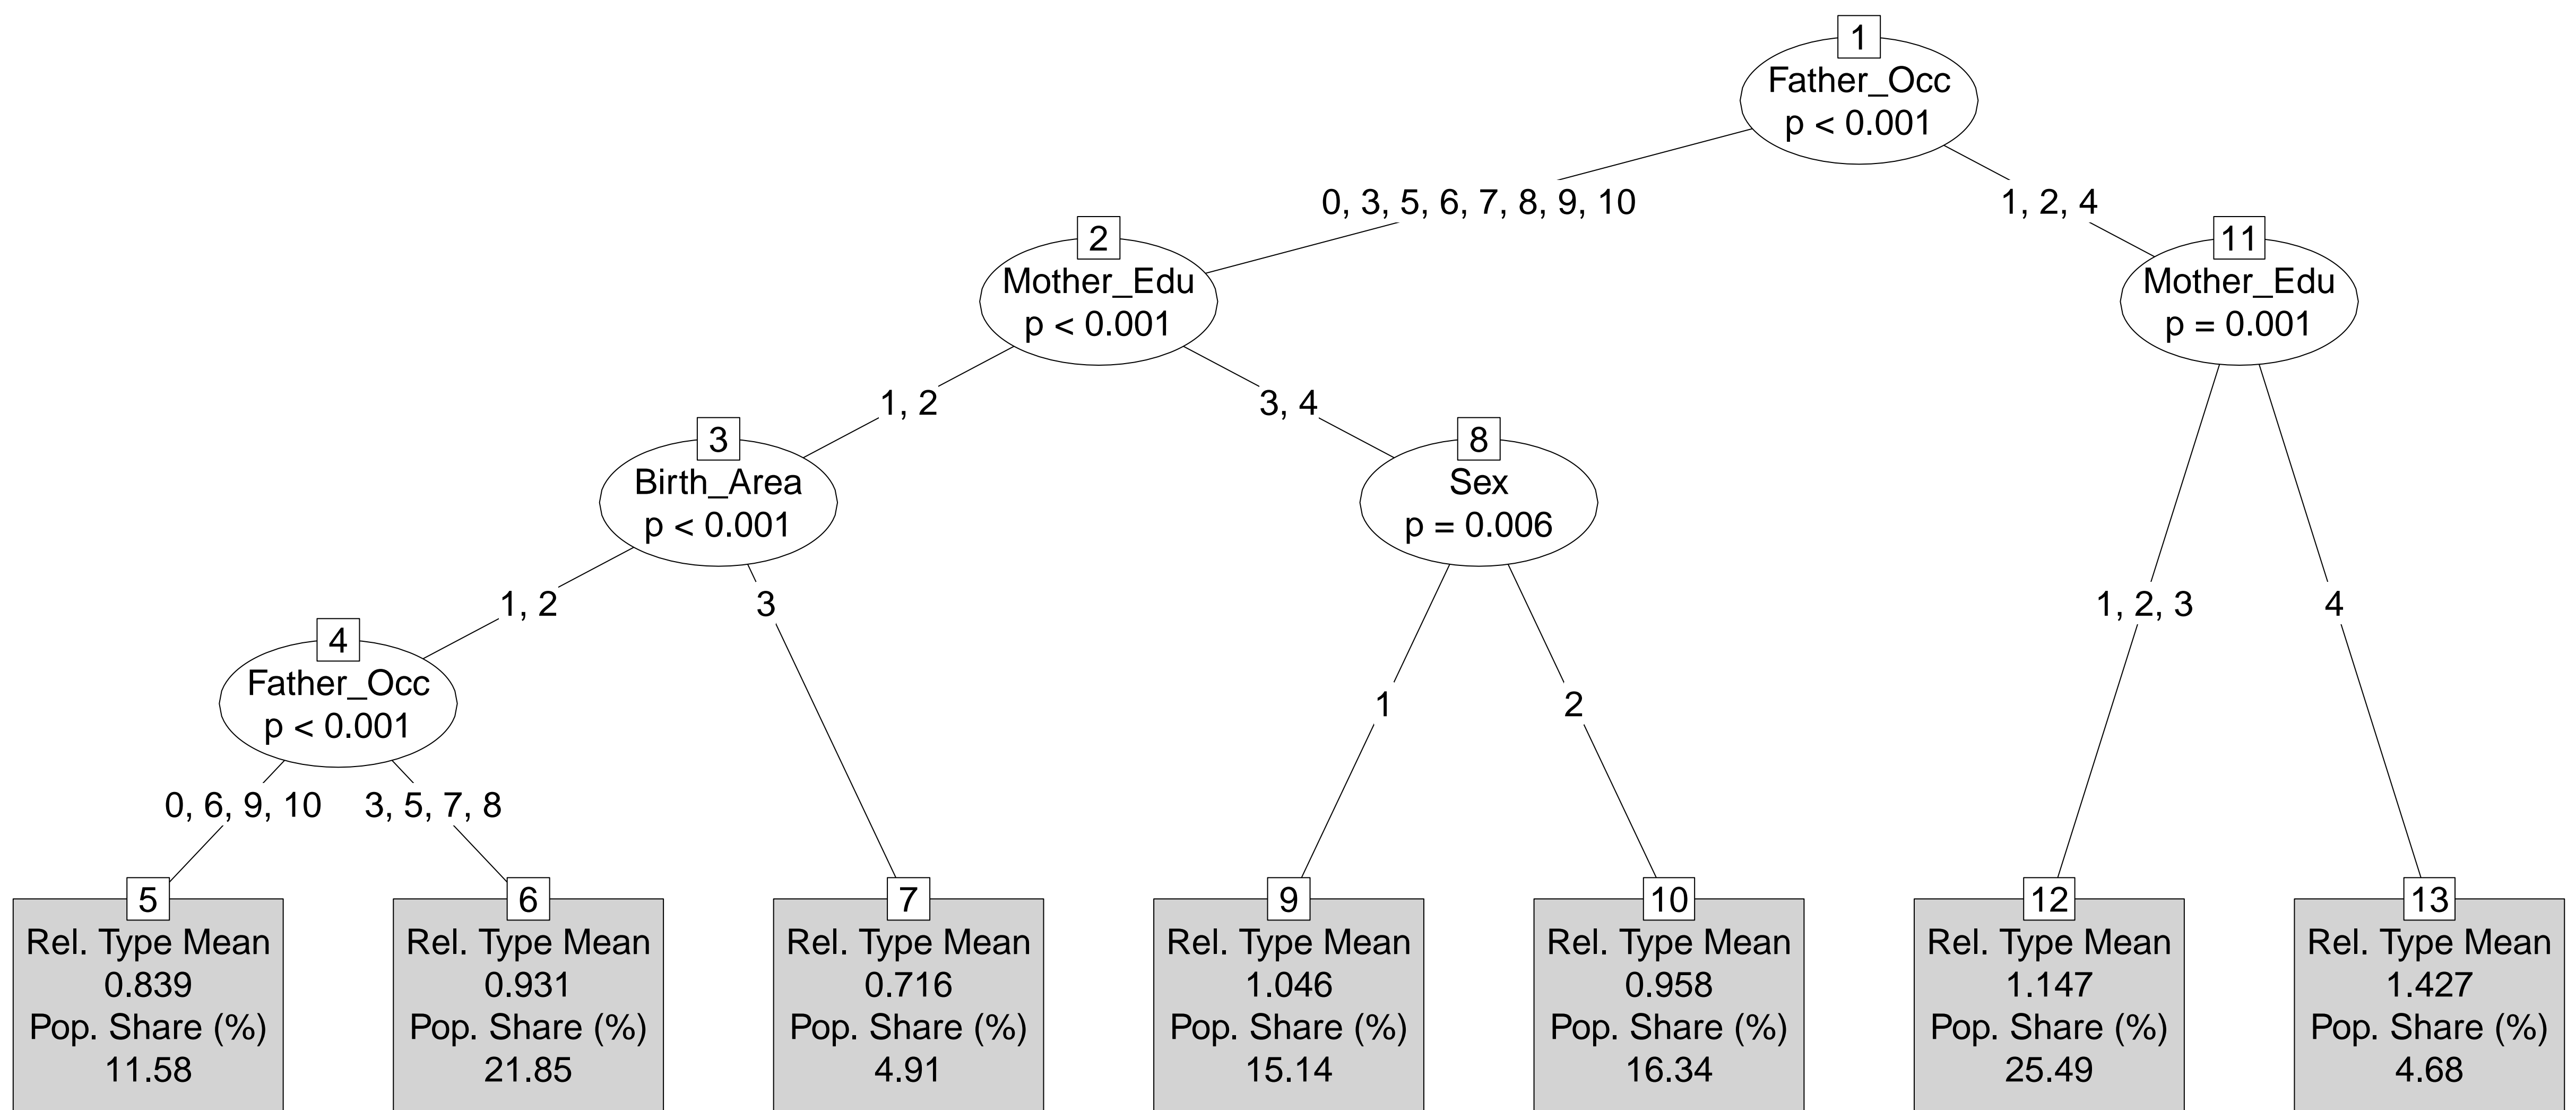 1
Father_Occ
p < 0.001
0, 3, 5, 6, 7, 8, 9, 10
1, 2, 4
2
Mother_Edu
p < 0.001
11
Mother_Edu
p = 0.001
1, 2
3, 4
3
Birth_Area
p < 0.001
8
Sex
p = 0.006
1, 2
3
1, 2, 3
4
4
Father_Occ
p < 0.001
1
2
0, 6, 9, 10
3, 5, 7, 8
5
Rel. Type Mean
0.839
Pop. Share (%)
11.58
6
Rel. Type Mean
0.931
Pop. Share (%)
21.85
7
Rel. Type Mean
0.716
Pop. Share (%)
4.91
9
Rel. Type Mean
1.046
Pop. Share (%)
15.14
10
Rel. Type Mean
0.958
Pop. Share (%)
16.34
12
Rel. Type Mean
1.147
Pop. Share (%)
25.49
13
Rel. Type Mean
1.427
Pop. Share (%)
4.68